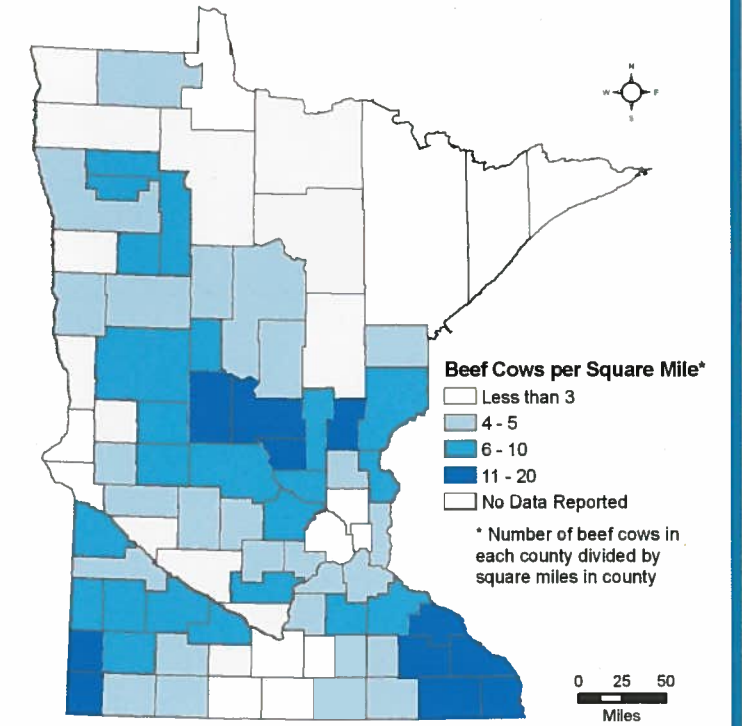 N
W
S
Beef Cows per Square Mile*
Less than 3
4 - 5
6 - 10
11 - 20
No Data Reported
* Number of beef cows in
each county divided by
square miles in county
0 25 50
Miles